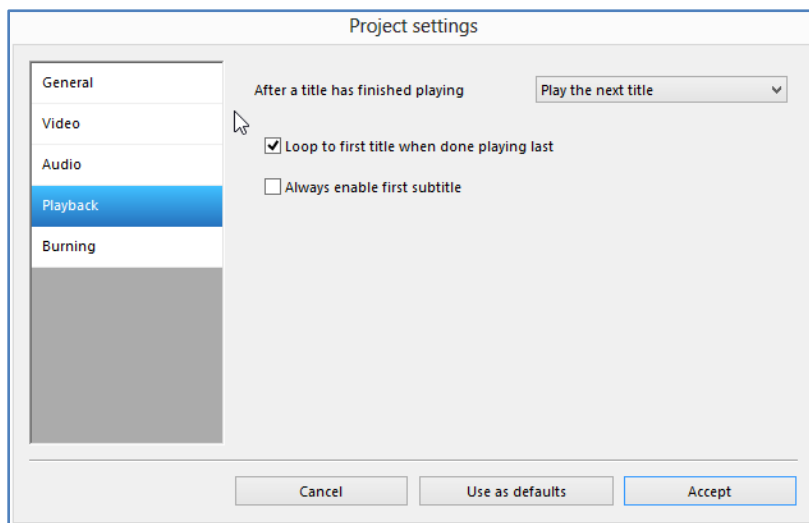 Project settings
General
Video
Audio
Playback
Burning
After a title has finished playing
Play the next title
Loop to first title when done playing last
Always enable first subtitle
Cancel
Use as defaults
Accept